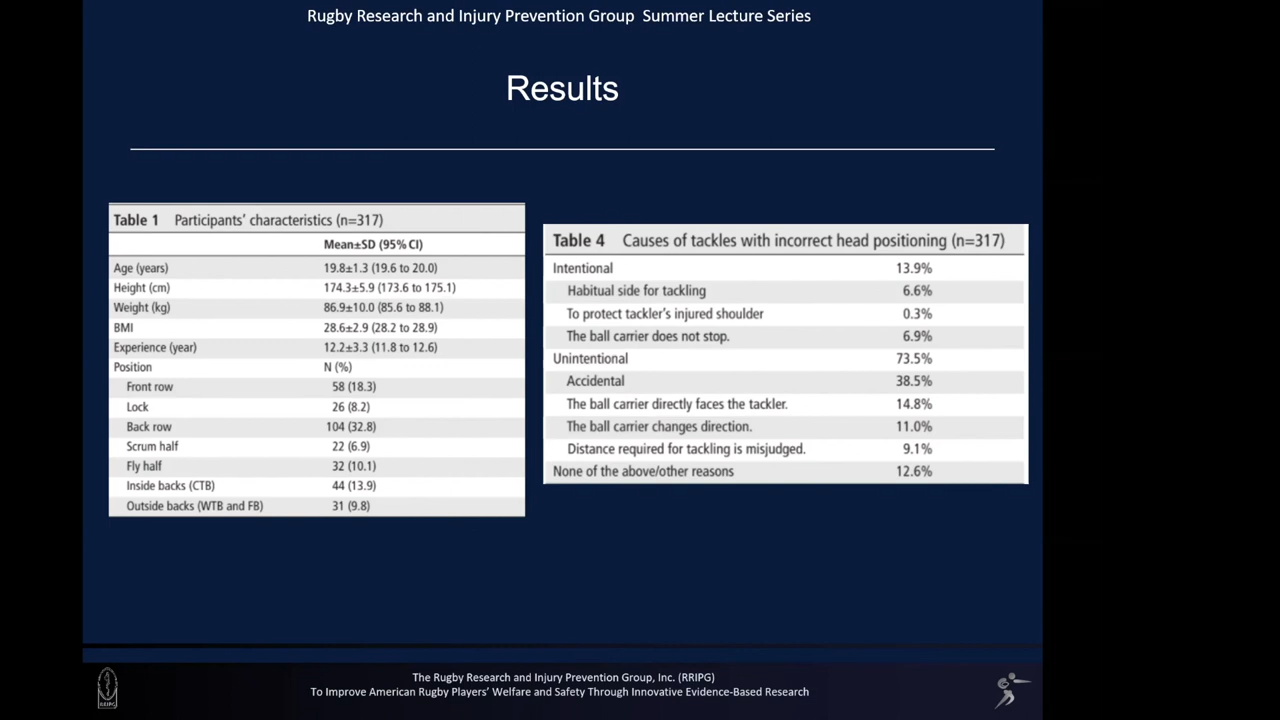 Rugby Research and Injury Prevention Group Summer Lecture Series
Results
Table 1 Participants' characteristics (n=317)
Mean±SD (95% CI)
Age (years) 19.8±1.3 (19.6 to 20.0)
Height (cm) 174.3±5.9 (173.6 to 175.1)
Weight (kg) 86.9±10.0 (85.6 to 88.1)
BMI 28.6±2.9 (28.2 to 28.9)
Experience (year) 12.2±3.3 (11.8 to 12.6)
Position N (%)
Front row 58 (18.3)
Lock 26 (8.2)
Back row 104 (32.8)
Scrum half 22 (6.9)
Fly half 32 (10.1)
Inside backs (CTB) 44 (13.9)
Outside backs (WTB and FB) 31 (9.8)
Table 4 Causes of tackles with incorrect head positioning (n=317)
Intentional 13.9%
Habitual side for tackling 6.6%
To protect tackler's injured shoulder 0.3%
The ball carrier does not stop. 6.9%
Unintentional 73.5%
Accidental 38.5%
The ball carrier directly faces the tackler. 14.8%
The ball carrier changes direction. 11.0%
Distance required for tackling is misjudged. 9.1%
None of the above/other reasons 12.6%
The Rugby Research and Injury Prevention Group, Inc. (RRIPG)
To Improve American Rugby Players' Welfare and Safety Through Innovative Evidence-Based Research
RRIPG